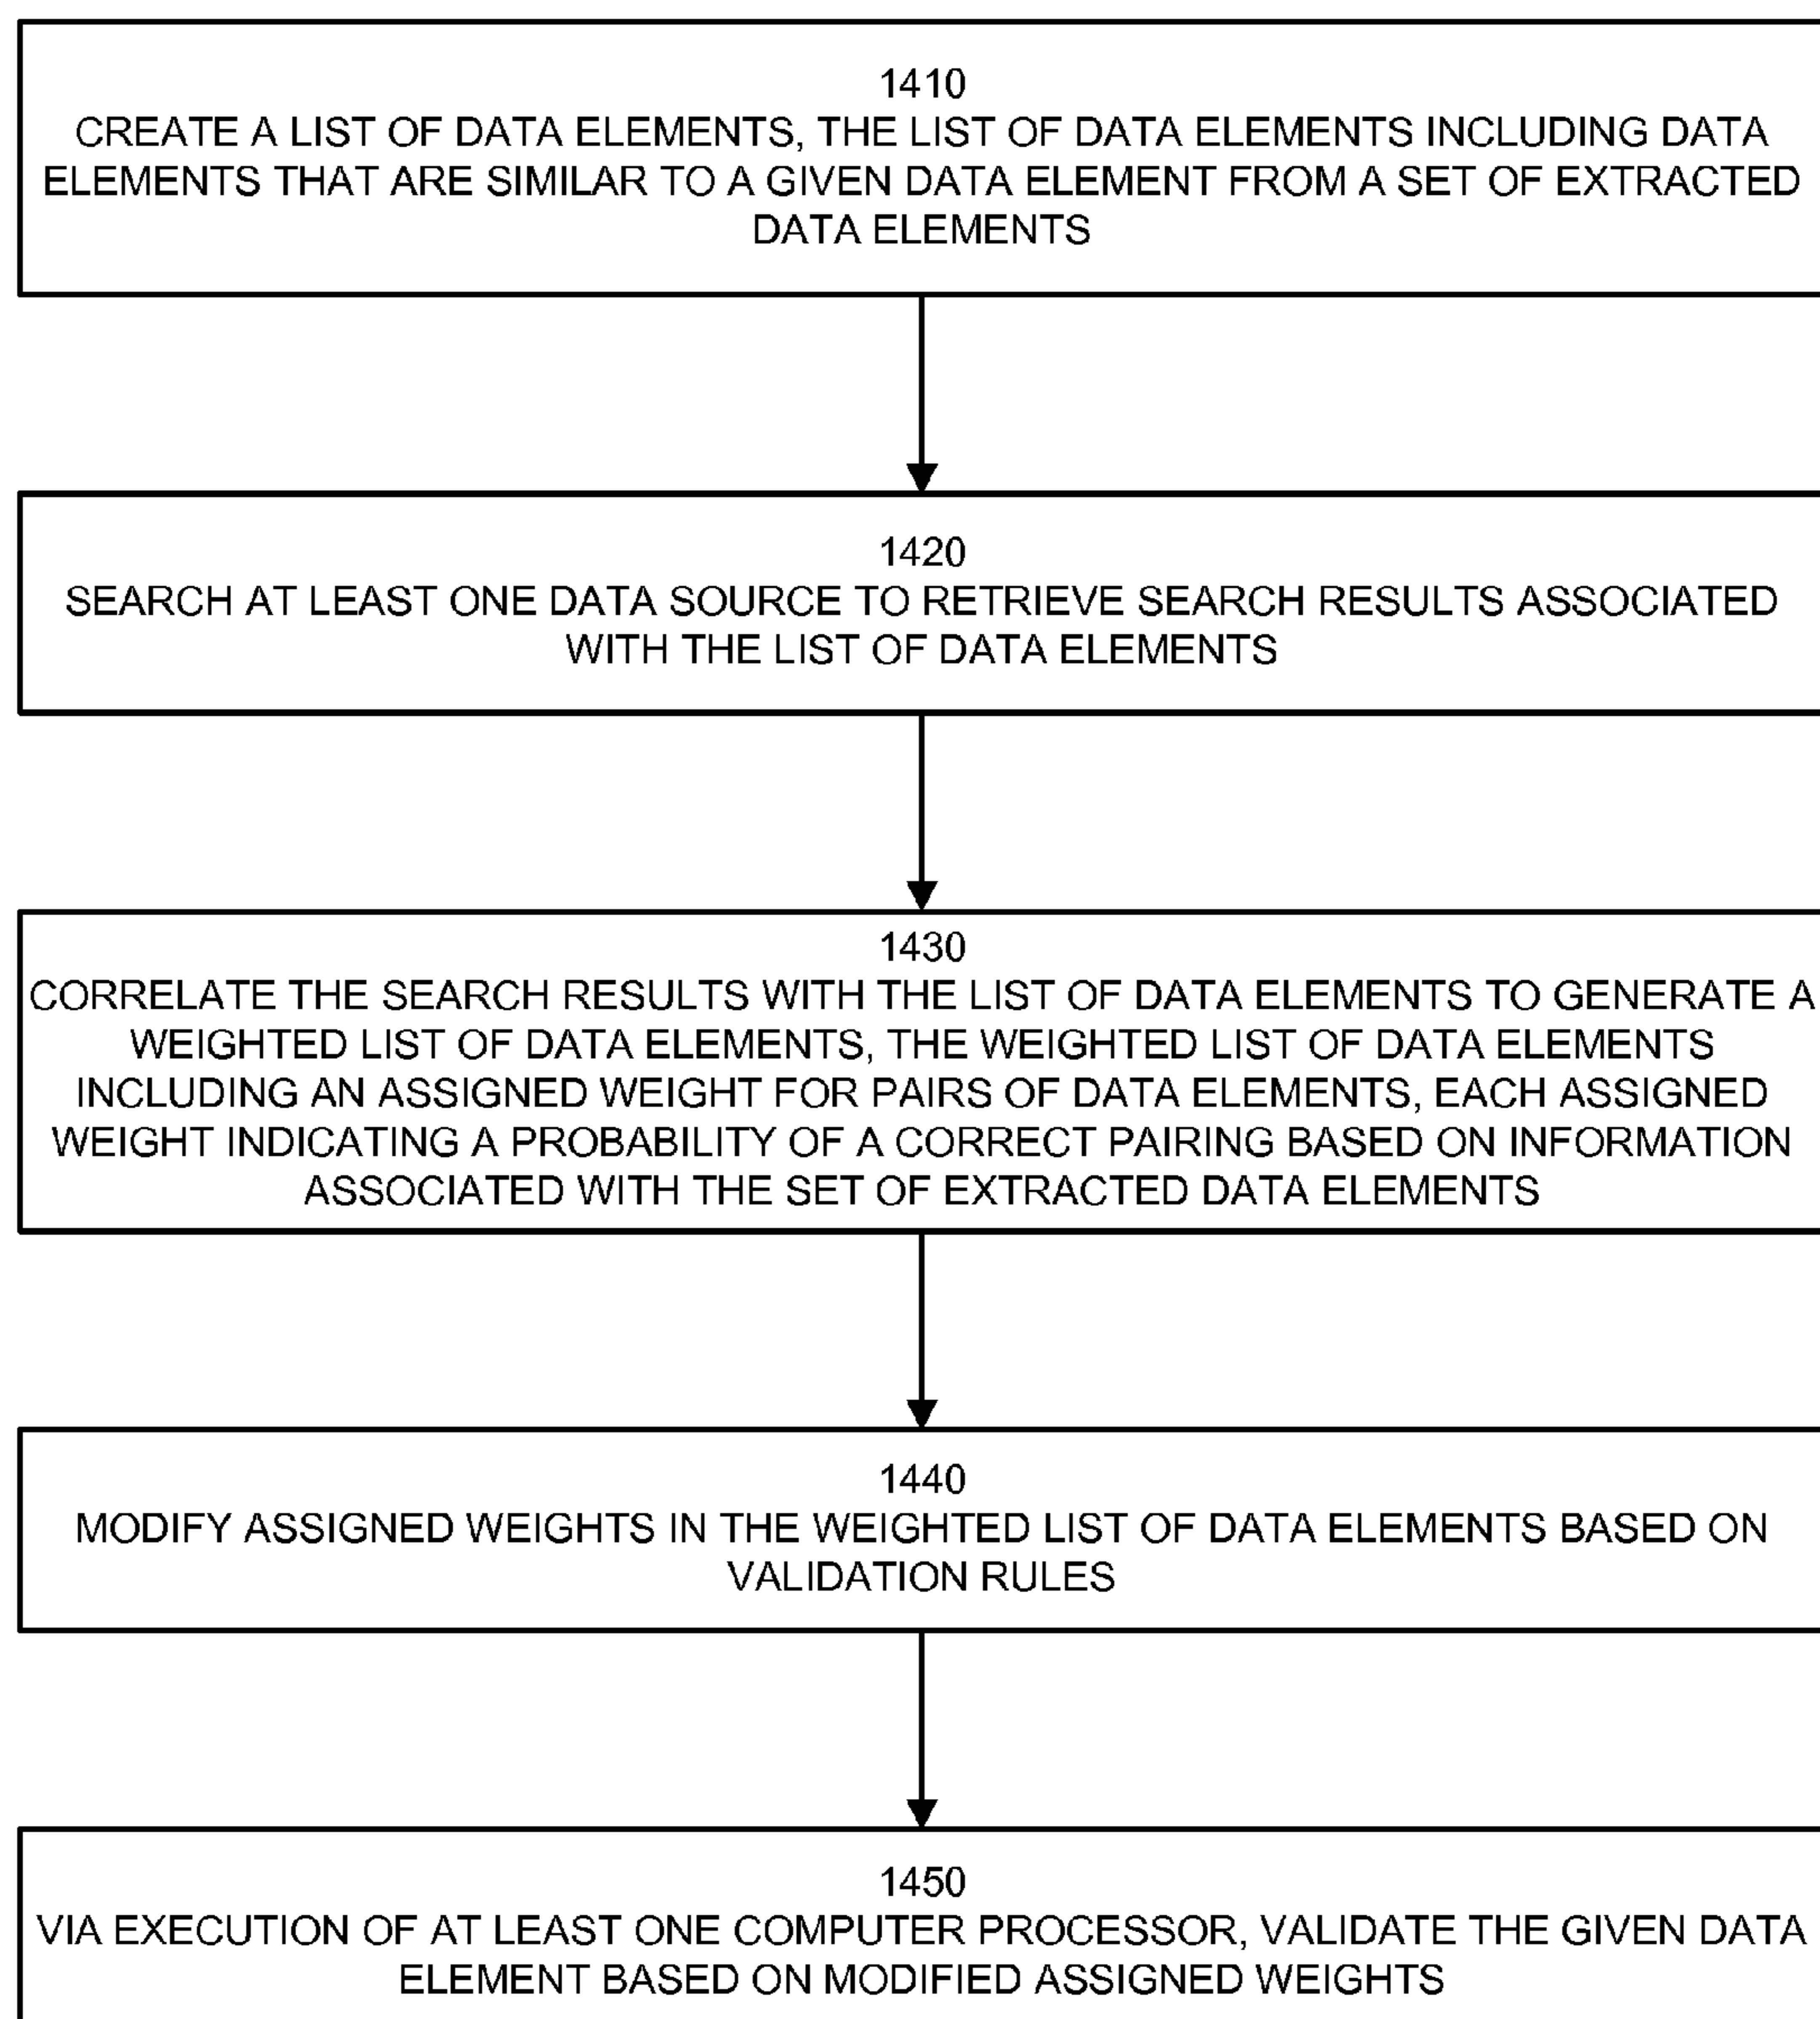 1410
CREATE A LIST OF DATA ELEMENTS, THE LIST OF DATA ELEMENTS INCLUDING DATA
ELEMENTS THAT ARE SIMILAR TO A GIVEN DATA ELEMENT FROM A SET OF EXTRACTED
DATA ELEMENTS
1420
SEARCH AT LEAST ONE DATA SOURCE TO RETRIEVE SEARCH RESULTS ASSOCIATED
WITH THE LIST OF DATA ELEMENTS
1430
CORRELATE THE SEARCH RESULTS WITH THE LIST OF DATA ELEMENTS TO GENERATE A
WEIGHTED LIST OF DATA ELEMENTS, THE WEIGHTED LIST OF DATA ELEMENTS
INCLUDING AN ASSIGNED WEIGHT FOR PAIRS OF DATA ELEMENTS, EACH ASSIGNED
WEIGHT INDICATING A PROBABILITY OF A CORRECT PAIRING BASED ON INFORMATION
ASSOCIATED WITH THE SET OF EXTRACTED DATA ELEMENTS
1440
MODIFY ASSIGNED WEIGHTS IN THE WEIGHTED LIST OF DATA ELEMENTS BASED ON
VALIDATION RULES
1450
VIA EXECUTION OF AT LEAST ONE COMPUTER PROCESSOR, VALIDATE THE GIVEN DATA
ELEMENT BASED ON MODIFIED ASSIGNED WEIGHTS